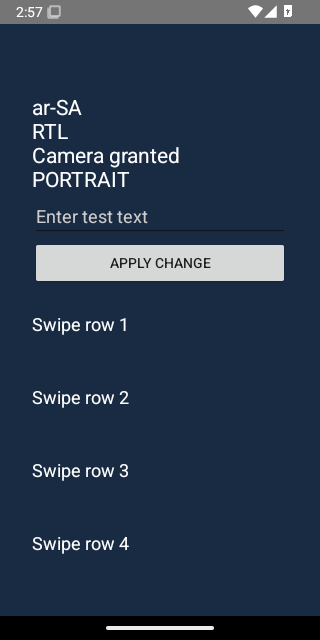 2:57
ar-SA
RTL
Camera granted
PORTRAIT
Enter test text
APPLY CHANGE
Swipe row 1
Swipe row 2
Swipe row 3
Swipe row 4